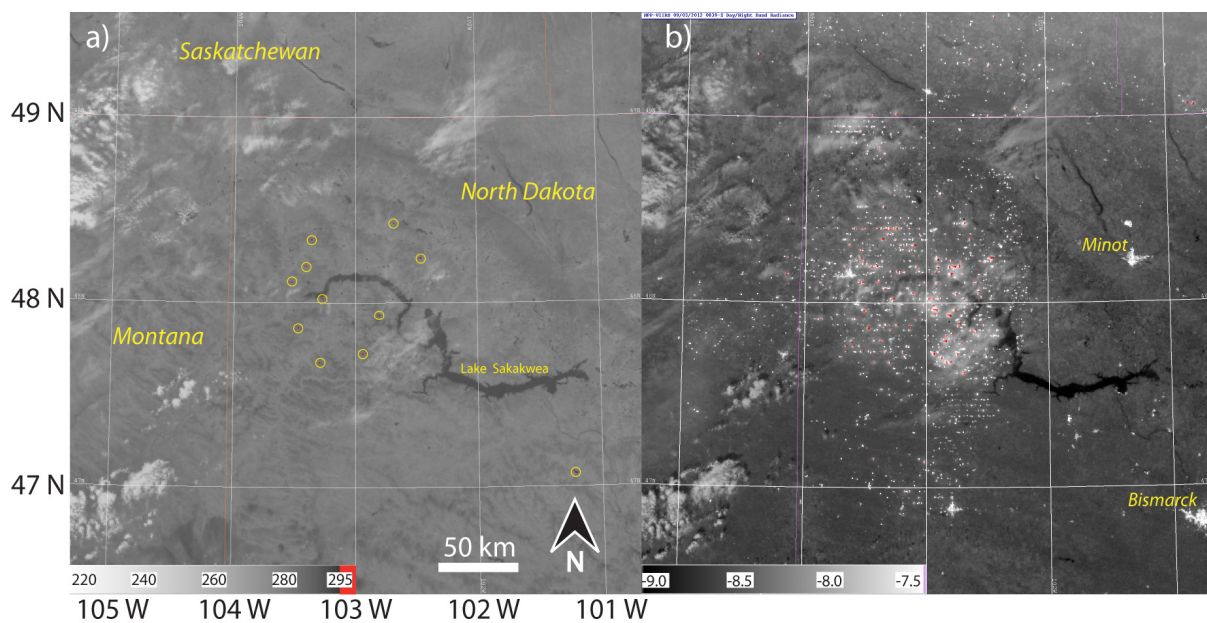 a)
Saskatchewan
49 N
North Dakota
48 N
Montana
Lake Sakakwea
47 N
50 km
N
220 240 260 280 295
105 W 104 W 103 W 102 W 101 W
b)
Minot
Bismarck
-9.0 -8.5 -8.0 -7.5